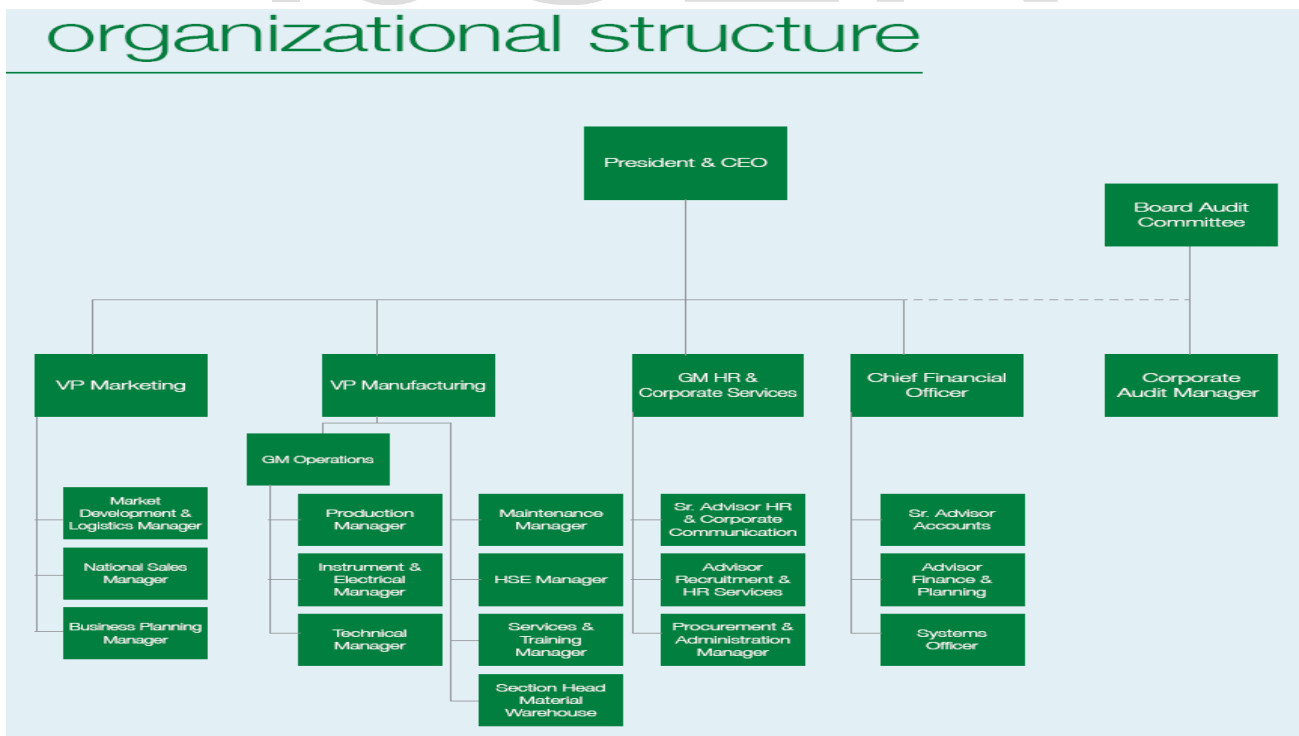 organizational structure
President & CEO
Board Audit
Committee
VP Marketing
VP Manufacturing
GM HR &
Corporate Services
Chief Financial
Officer
Corporate
Audit Manager
GM Operations
Market
Development &
Logistics Manager
National Sales
Manager
Business Planning
Manager
Production
Manager
Instrument &
Electrical
Manager
Technical
Manager
Maintenance
Manager
HSE Manager
Services &
Training
Manager
Section Head
Material
Warehouse
Sr. Advisor HR
& Corporate
Communication
Advisor
Recruitment &
HR Services
Procurement &
Administration
Manager
Sr. Advisor
Accounts
Advisor
Finance &
Planning
Systems
Officer